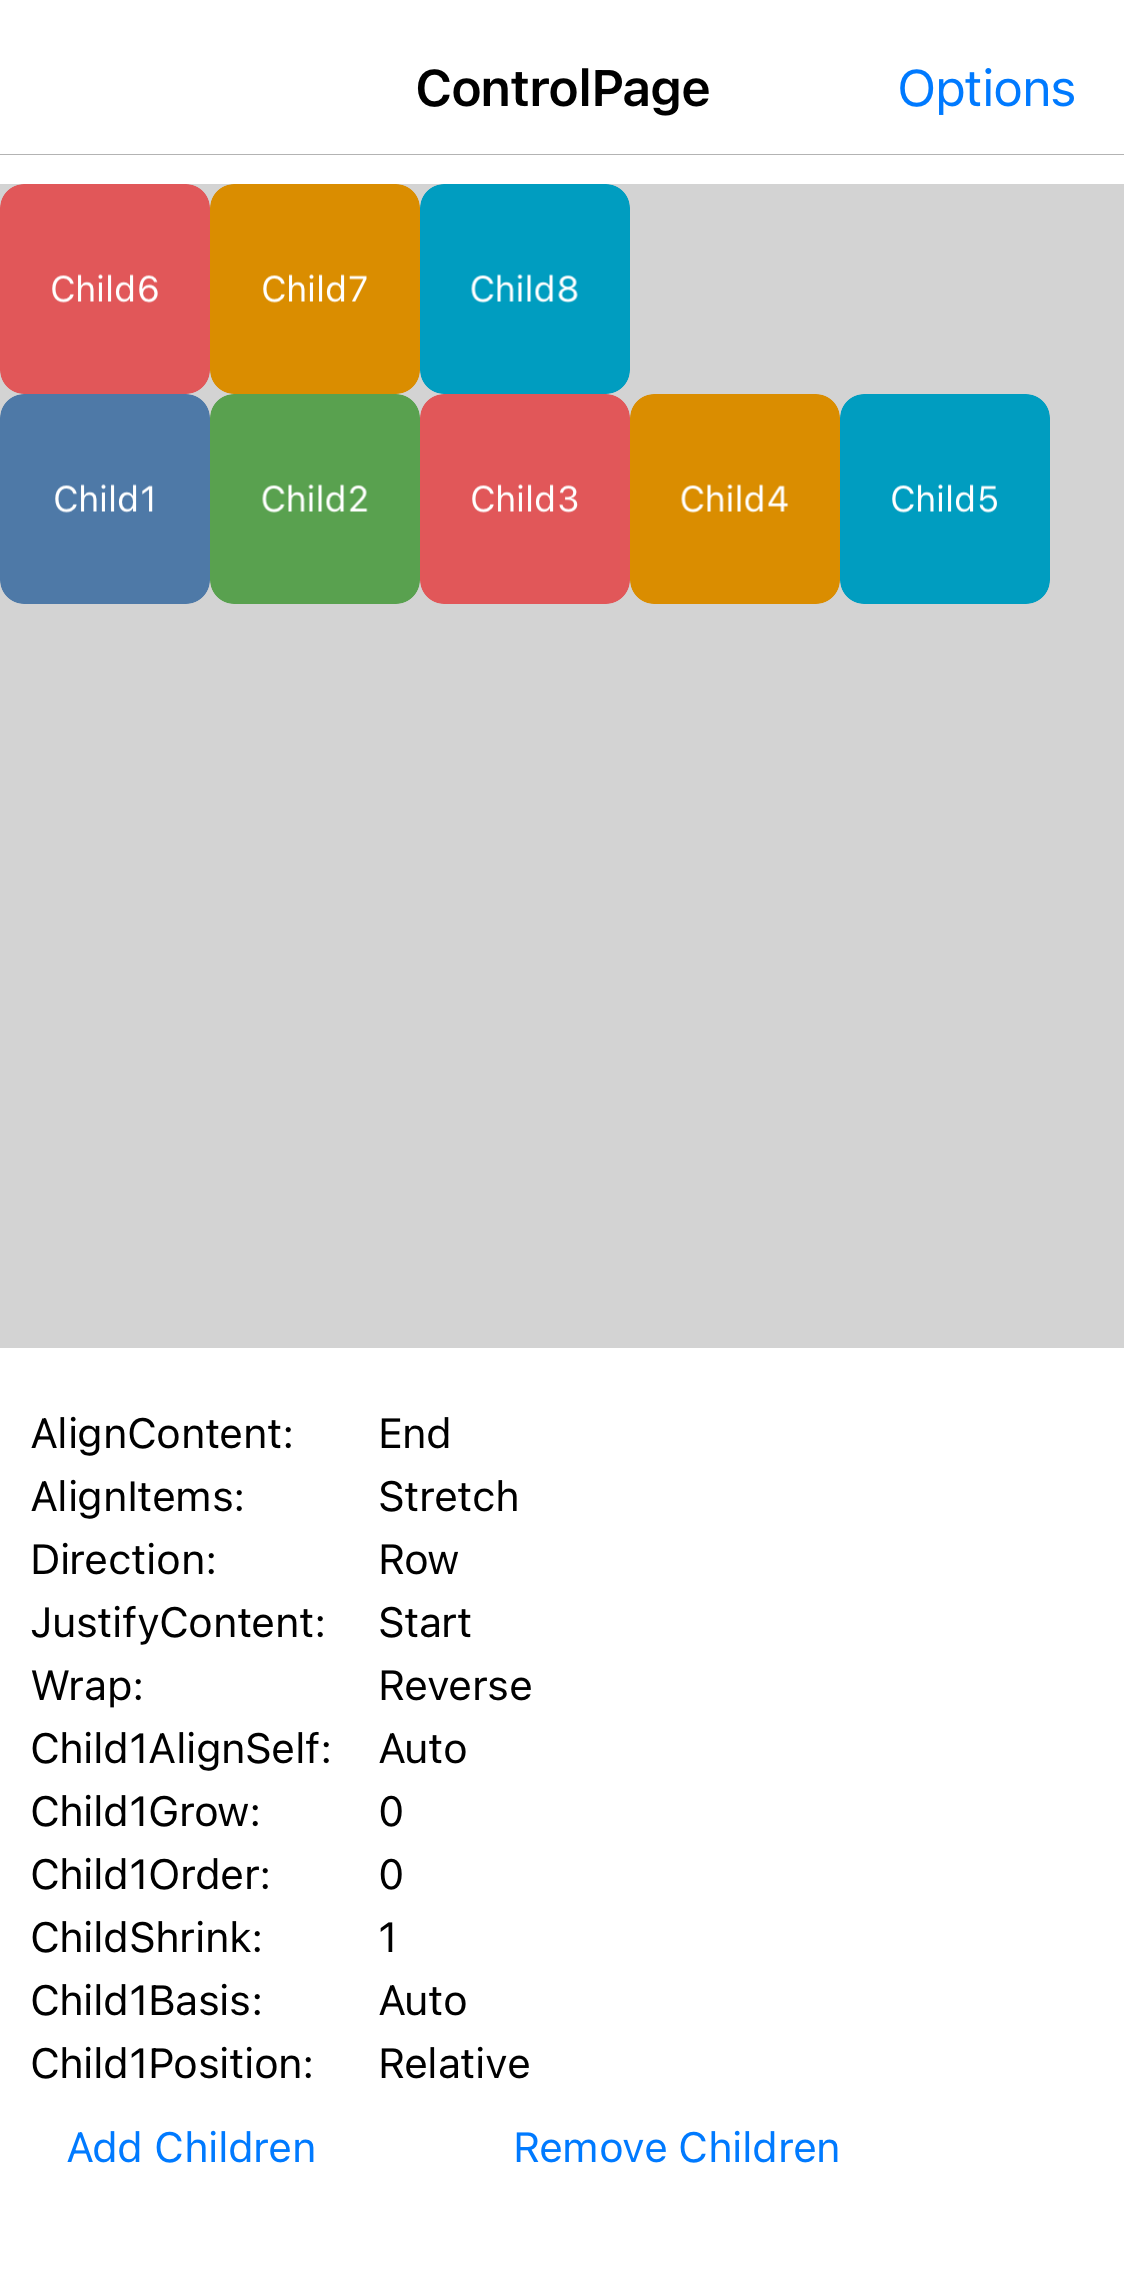 ControlPage Options
Child6 Child7 Child8
Child1 Child2 Child3 Child4 Child5
AlignContent: End
AlignItems: Stretch
Direction: Row
JustifyContent: Start
Wrap: Reverse
Child1AlignSelf: Auto
Child1Grow: 0
Child1Order: 0
ChildShrink: 1
Child1Basis: Auto
Child1Position: Relative
Add Children Remove Children